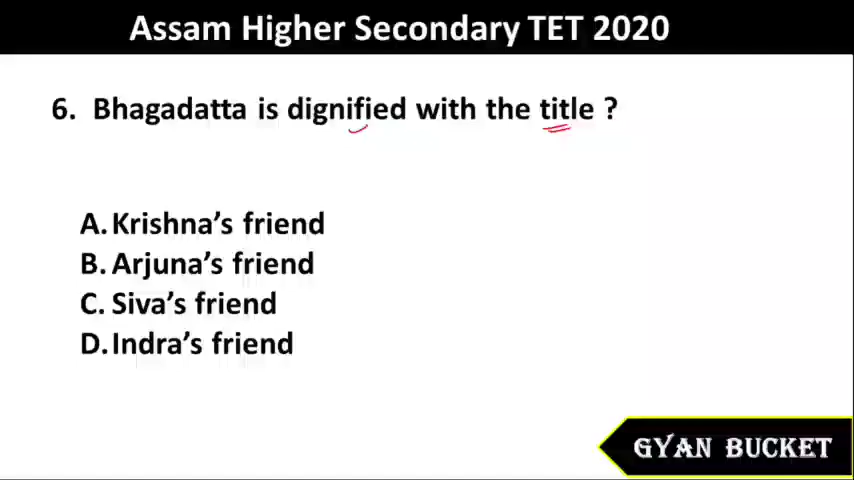 Assam Higher Secondary TET 2020
6. Bhagadatta is dignified with the title ?
A. Krishna's friend
B. Arjuna's friend
C. Siva's friend
D. Indra's friend
GYAN BUCKET